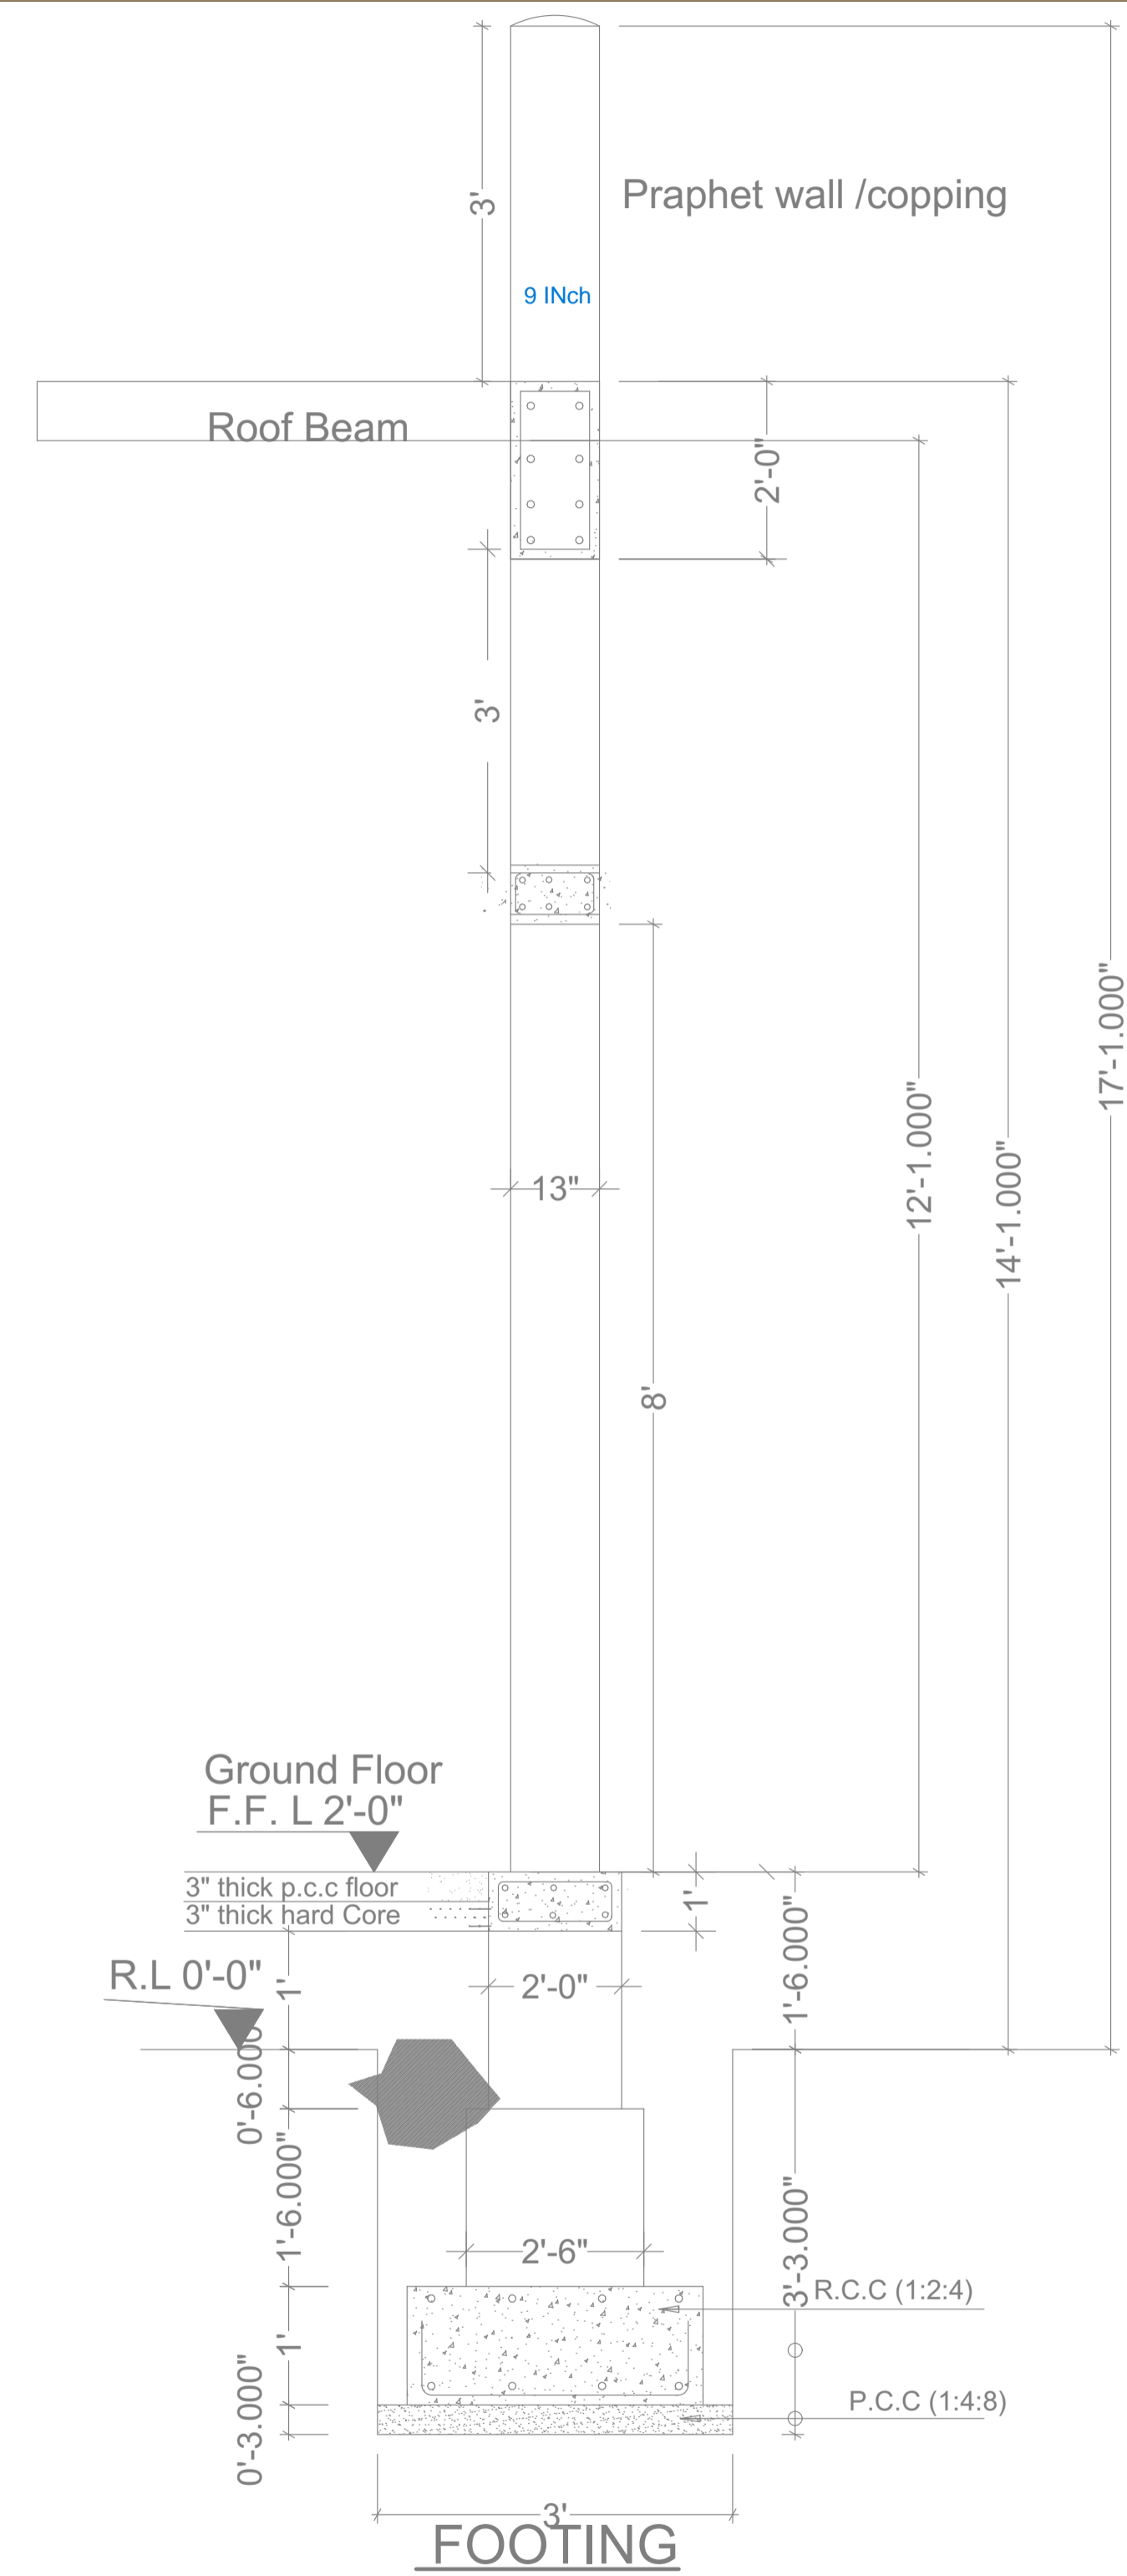 3'
Praphet wall /copping
9 INch
Roof Beam
2'-0"
3'
17'-1.000"
12'-1.000"
14'-1.000"
13"
8'
Ground Floor
F.F. L 2'-0"
3" thick p.c.c floor
3" thick hard Core
1'
1'-6.000"
R.L 0'-0"
1'
2'-0"
0'-6.000"
1'-6.000"
3'-3.000"
2'-6"
R.C.C (1:2:4)
1'
P.C.C (1:4:8)
0'-3.000"
3'
FOOTING